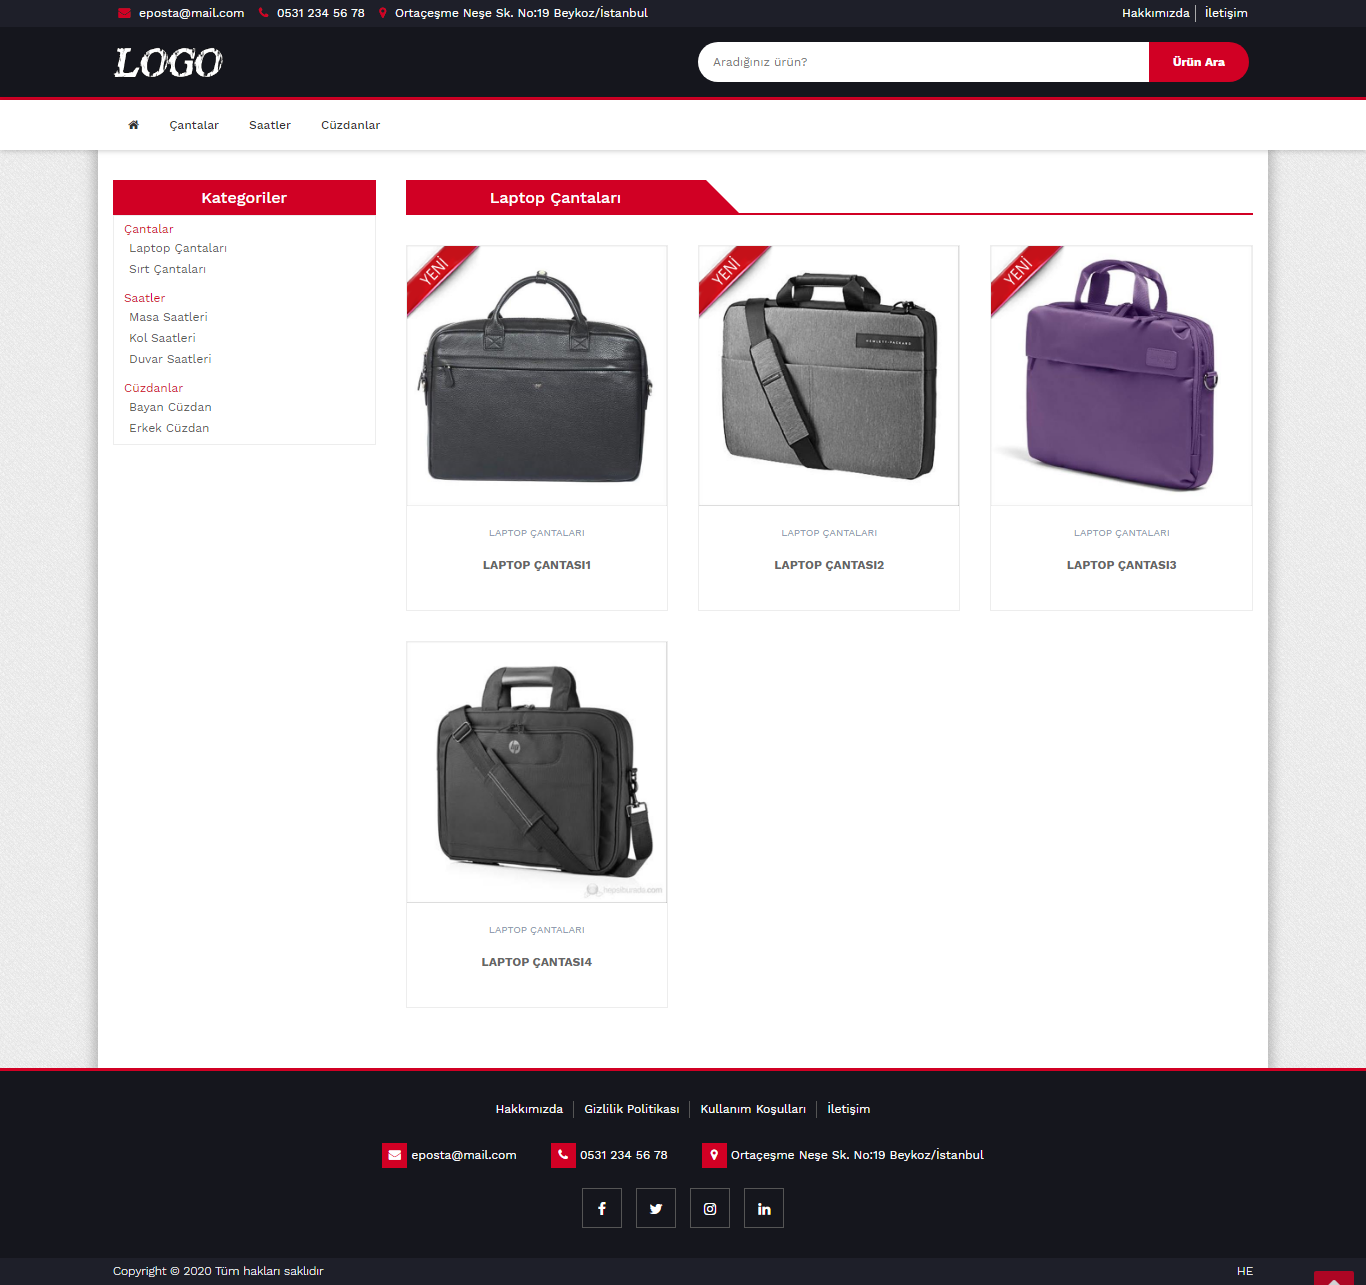 eposta@mail.com 0531 234 56 78 Ortaçeşme Neşe Sk. No:19 Beykoz/İstanbul Hakkımızda İletişim
LOGO Aradığınız ürün? Ürün Ara
Çantalar Saatler Cüzdanlar
Kategoriler
Çantalar
Laptop Çantaları
Sırt Çantaları
Saatler
Masa Saatleri
Kol Saatleri
Duvar Saatleri
Cüzdanlar
Bayan Cüzdan
Erkek Cüzdan
Laptop Çantaları
YENİ YENİ YENİ
HEWLETT-PACKARD
LAPTOP ÇANTALARI LAPTOP ÇANTALARI LAPTOP ÇANTALARI
LAPTOP ÇANTASI1 LAPTOP ÇANTASI2 LAPTOP ÇANTASI3
hp
LAPTOP ÇANTALARI
LAPTOP ÇANTASI4
Hakkımızda Gizlilik Politikası Kullanım Koşulları İletişim
eposta@mail.com 0531 234 56 78 Ortaçeşme Neşe Sk. No:19 Beykoz/İstanbul
Copyright © 2020 Tüm hakları saklıdır HE